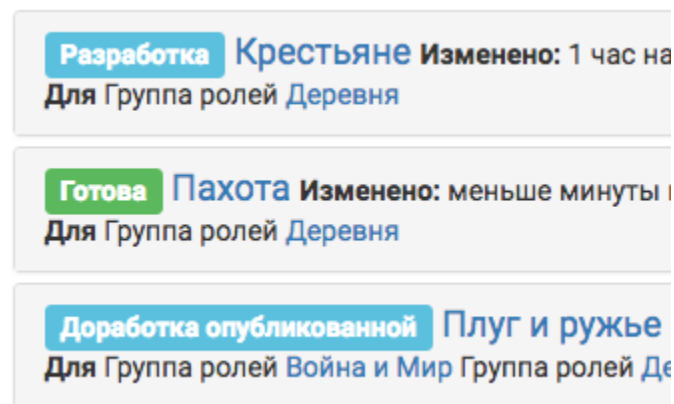 Разработка Крестьяне Изменено: 1 час на
Для Группа ролей Деревня
Готова Пахота Изменено: меньше минуты
Для Группа ролей Деревня
Доработка опубликованной Плуг и ружье
Для Группа ролей Война и Мир Группа ролей Де